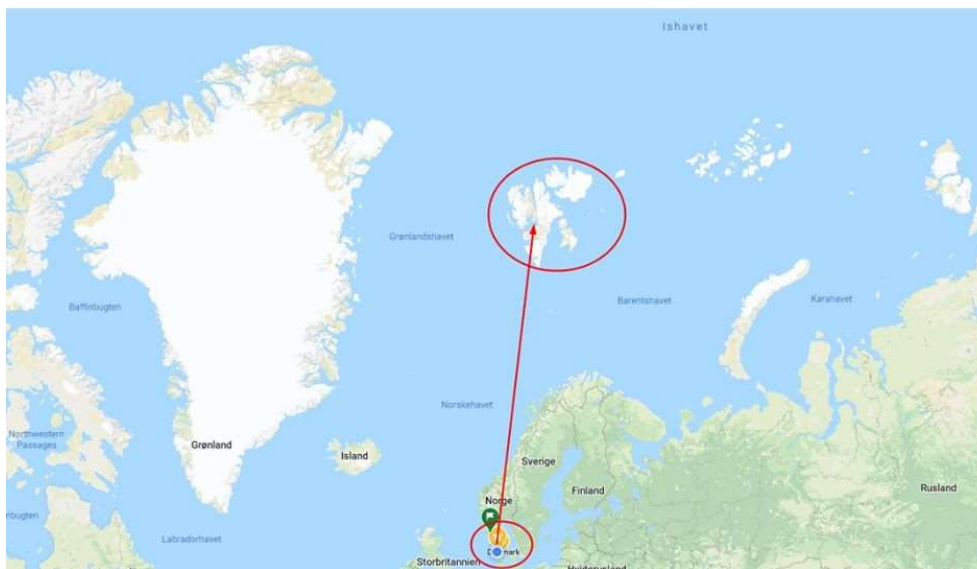 Ishavet
Grønlandshavet
Baffinbugten
Barentshavet
Karahavet
Norskehavet
Northwestern
Passages
Grønland
Island
Sverige
Finland
Norge
Rusland
Labradorhavet
Storbritannien